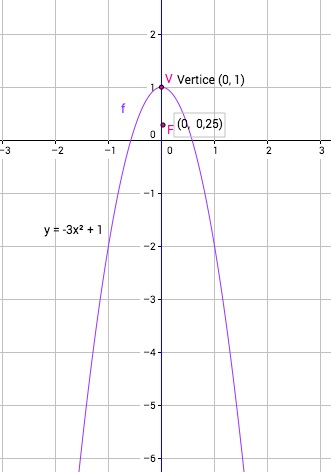 2
V Vertice (0, 1)
1
f
F (0, 0,25)
0
-3 -2 -1 0 1 2 3
-1
y = -3x² + 1
-2
-3
-4
-5
-6